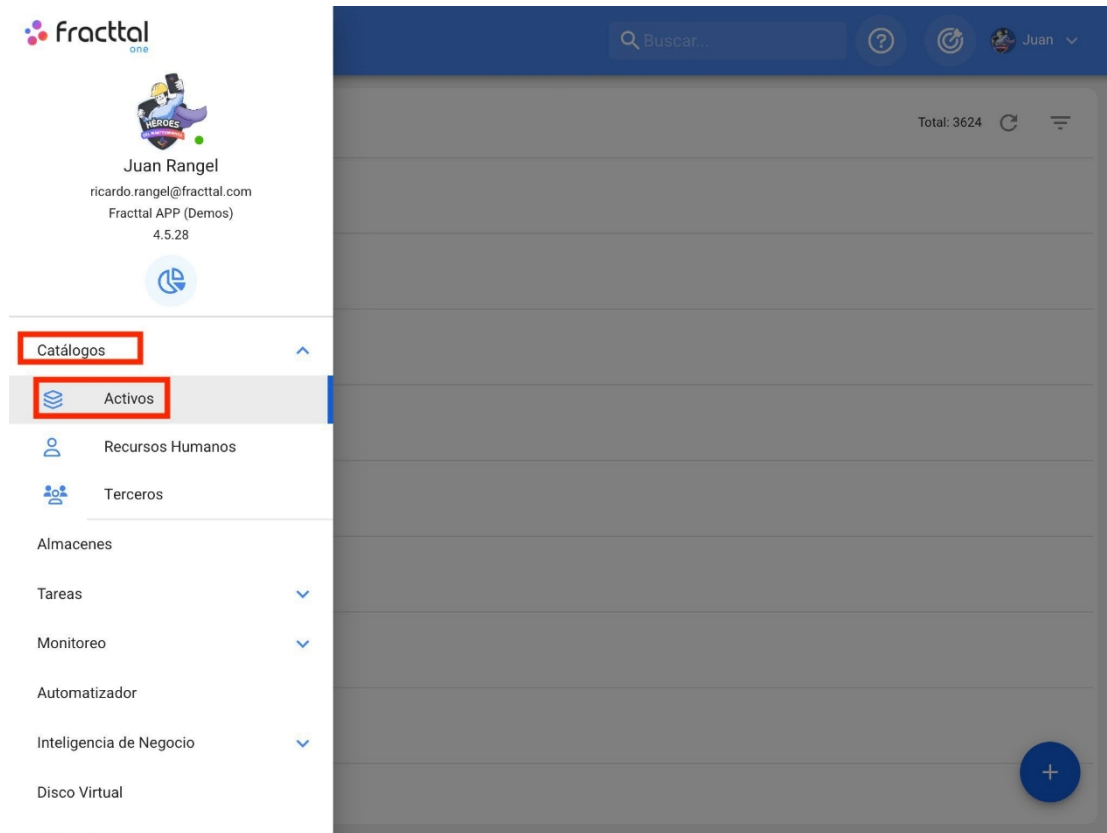 fracttal
one
Buscar...
Juan
HÉROES
Juan Rangel
ricardo.rangel@fracttal.com
Fracttal APP (Demos)
4.5.28
Total: 3624
Catálogos
Activos
Recursos Humanos
Terceros
Almacenes
Tareas
Monitoreo
Automatizador
Inteligencia de Negocio
Disco Virtual